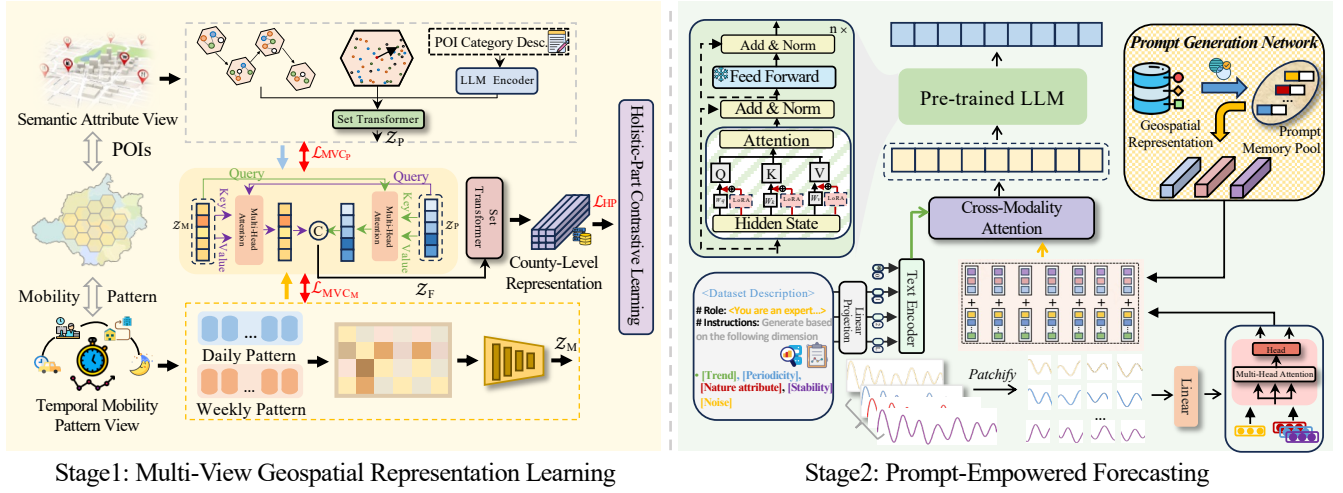 Semantic Attribute View
POIs
Mobility Pattern
Temporal Mobility
Pattern View
POI Category Desc.
LLM Encoder
Set Transformer
Z_P
L_MVC_P
Query
Query
Key
Value
Multi-Head
Attention
Z_M
C
Multi-Head
Attention
Key
Value
Z_P
Set
Transformer
L_HP
County-Level
Representation
Holistic-Part Contrastive Learning
L_MVC_M
Z_F
Daily Pattern
Weekly Pattern
...
...
Z_M
Stage1: Multi-View Geospatial Representation Learning
n ×
Add & Norm
Feed Forward
Add & Norm
Attention
Q
K
V
LoRA
LoRA
LoRA
Hidden State
Pre-trained LLM
Cross-Modality
Attention
Prompt Generation Network
Geospatial
Representation
...
Prompt
Memory Pool
<Dataset Description>
# Role: <You are an expert...>
# Instructions: Generate based
on the following dimension
• [Trend], [Periodicity],
[Nature attribute], [Stability]
[Noise]
Linear
Projection
Text Encoder
+ + + + + + +
Patchify
...
Linear
Head
Multi-Head Attention
Stage2: Prompt-Empowered Forecasting